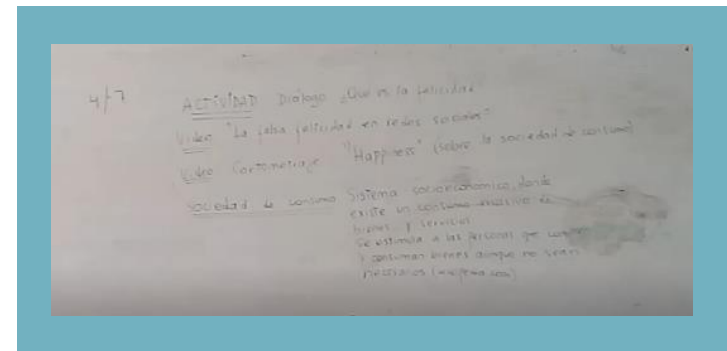 4/7 ACTIVIDAD Diálogo ¿Qué es la felicidad
Video "La falsa felicidad en redes sociales"
Video Cortometraje "Happiness" (sobre la sociedad de consumo)
sociedad de consumo Sistema socioeconómico, donde
existe un consumo excesivo de
bienes y servicios
Se estimula a las personas que
y consuman bienes aunque no sean
necesarios